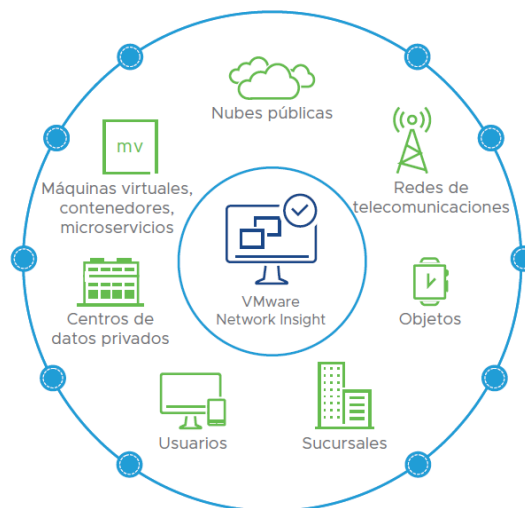 Nubes públicas
mv
Máquinas virtuales,
contenedores,
microservicios
Redes de
telecomunicaciones
VMware
Network Insight
Centros de
datos privados
Objetos
Usuarios
Sucursales